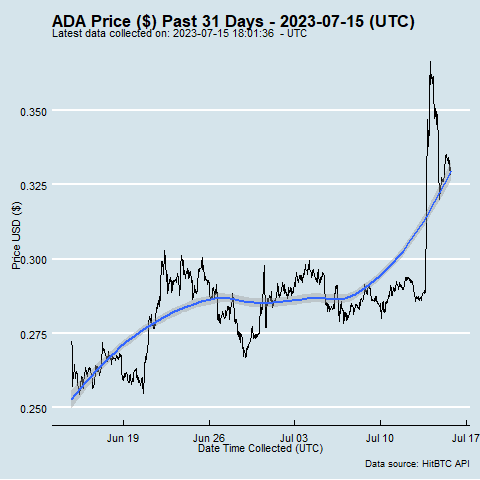 ADA Price ($) Past 31 Days - 2023-07-15 (UTC)
Latest data collected on: 2023-07-15 18:01:36  - UTC
Price USD ($)
0.350
0.325
0.300
0.275
0.250
Jun 19
Jun 26
Jul 03
Jul 10
Jul 17
Date Time Collected (UTC)
Data source: HitBTC API